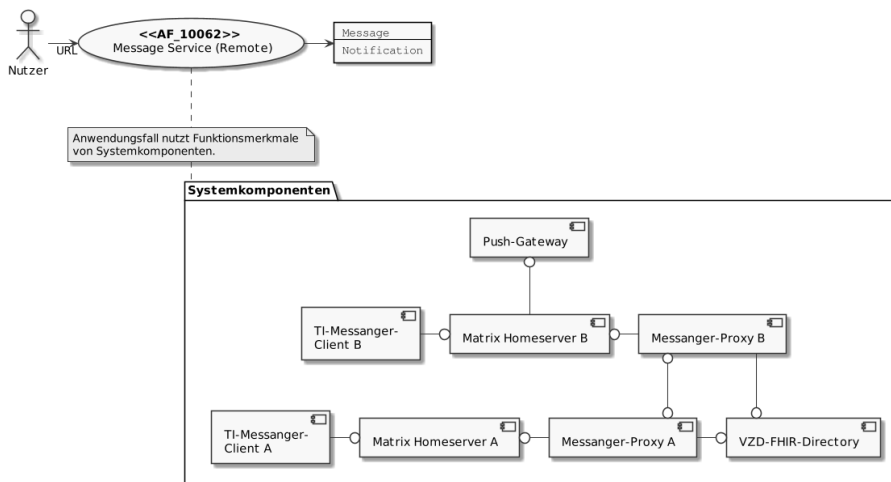 <<AF_10062>>
Message Service (Remote)
URL
Message
Notification
Nutzer
Anwendungsfall nutzt Funktionsmerkmale
von Systemkomponenten.
Systemkomponenten
Push-Gateway
TI-Messanger-
Client B
Matrix Homeserver B
Messanger-Proxy B
TI-Messanger-
Client A
Matrix Homeserver A
Messanger-Proxy A
VZD-FHIR-Directory